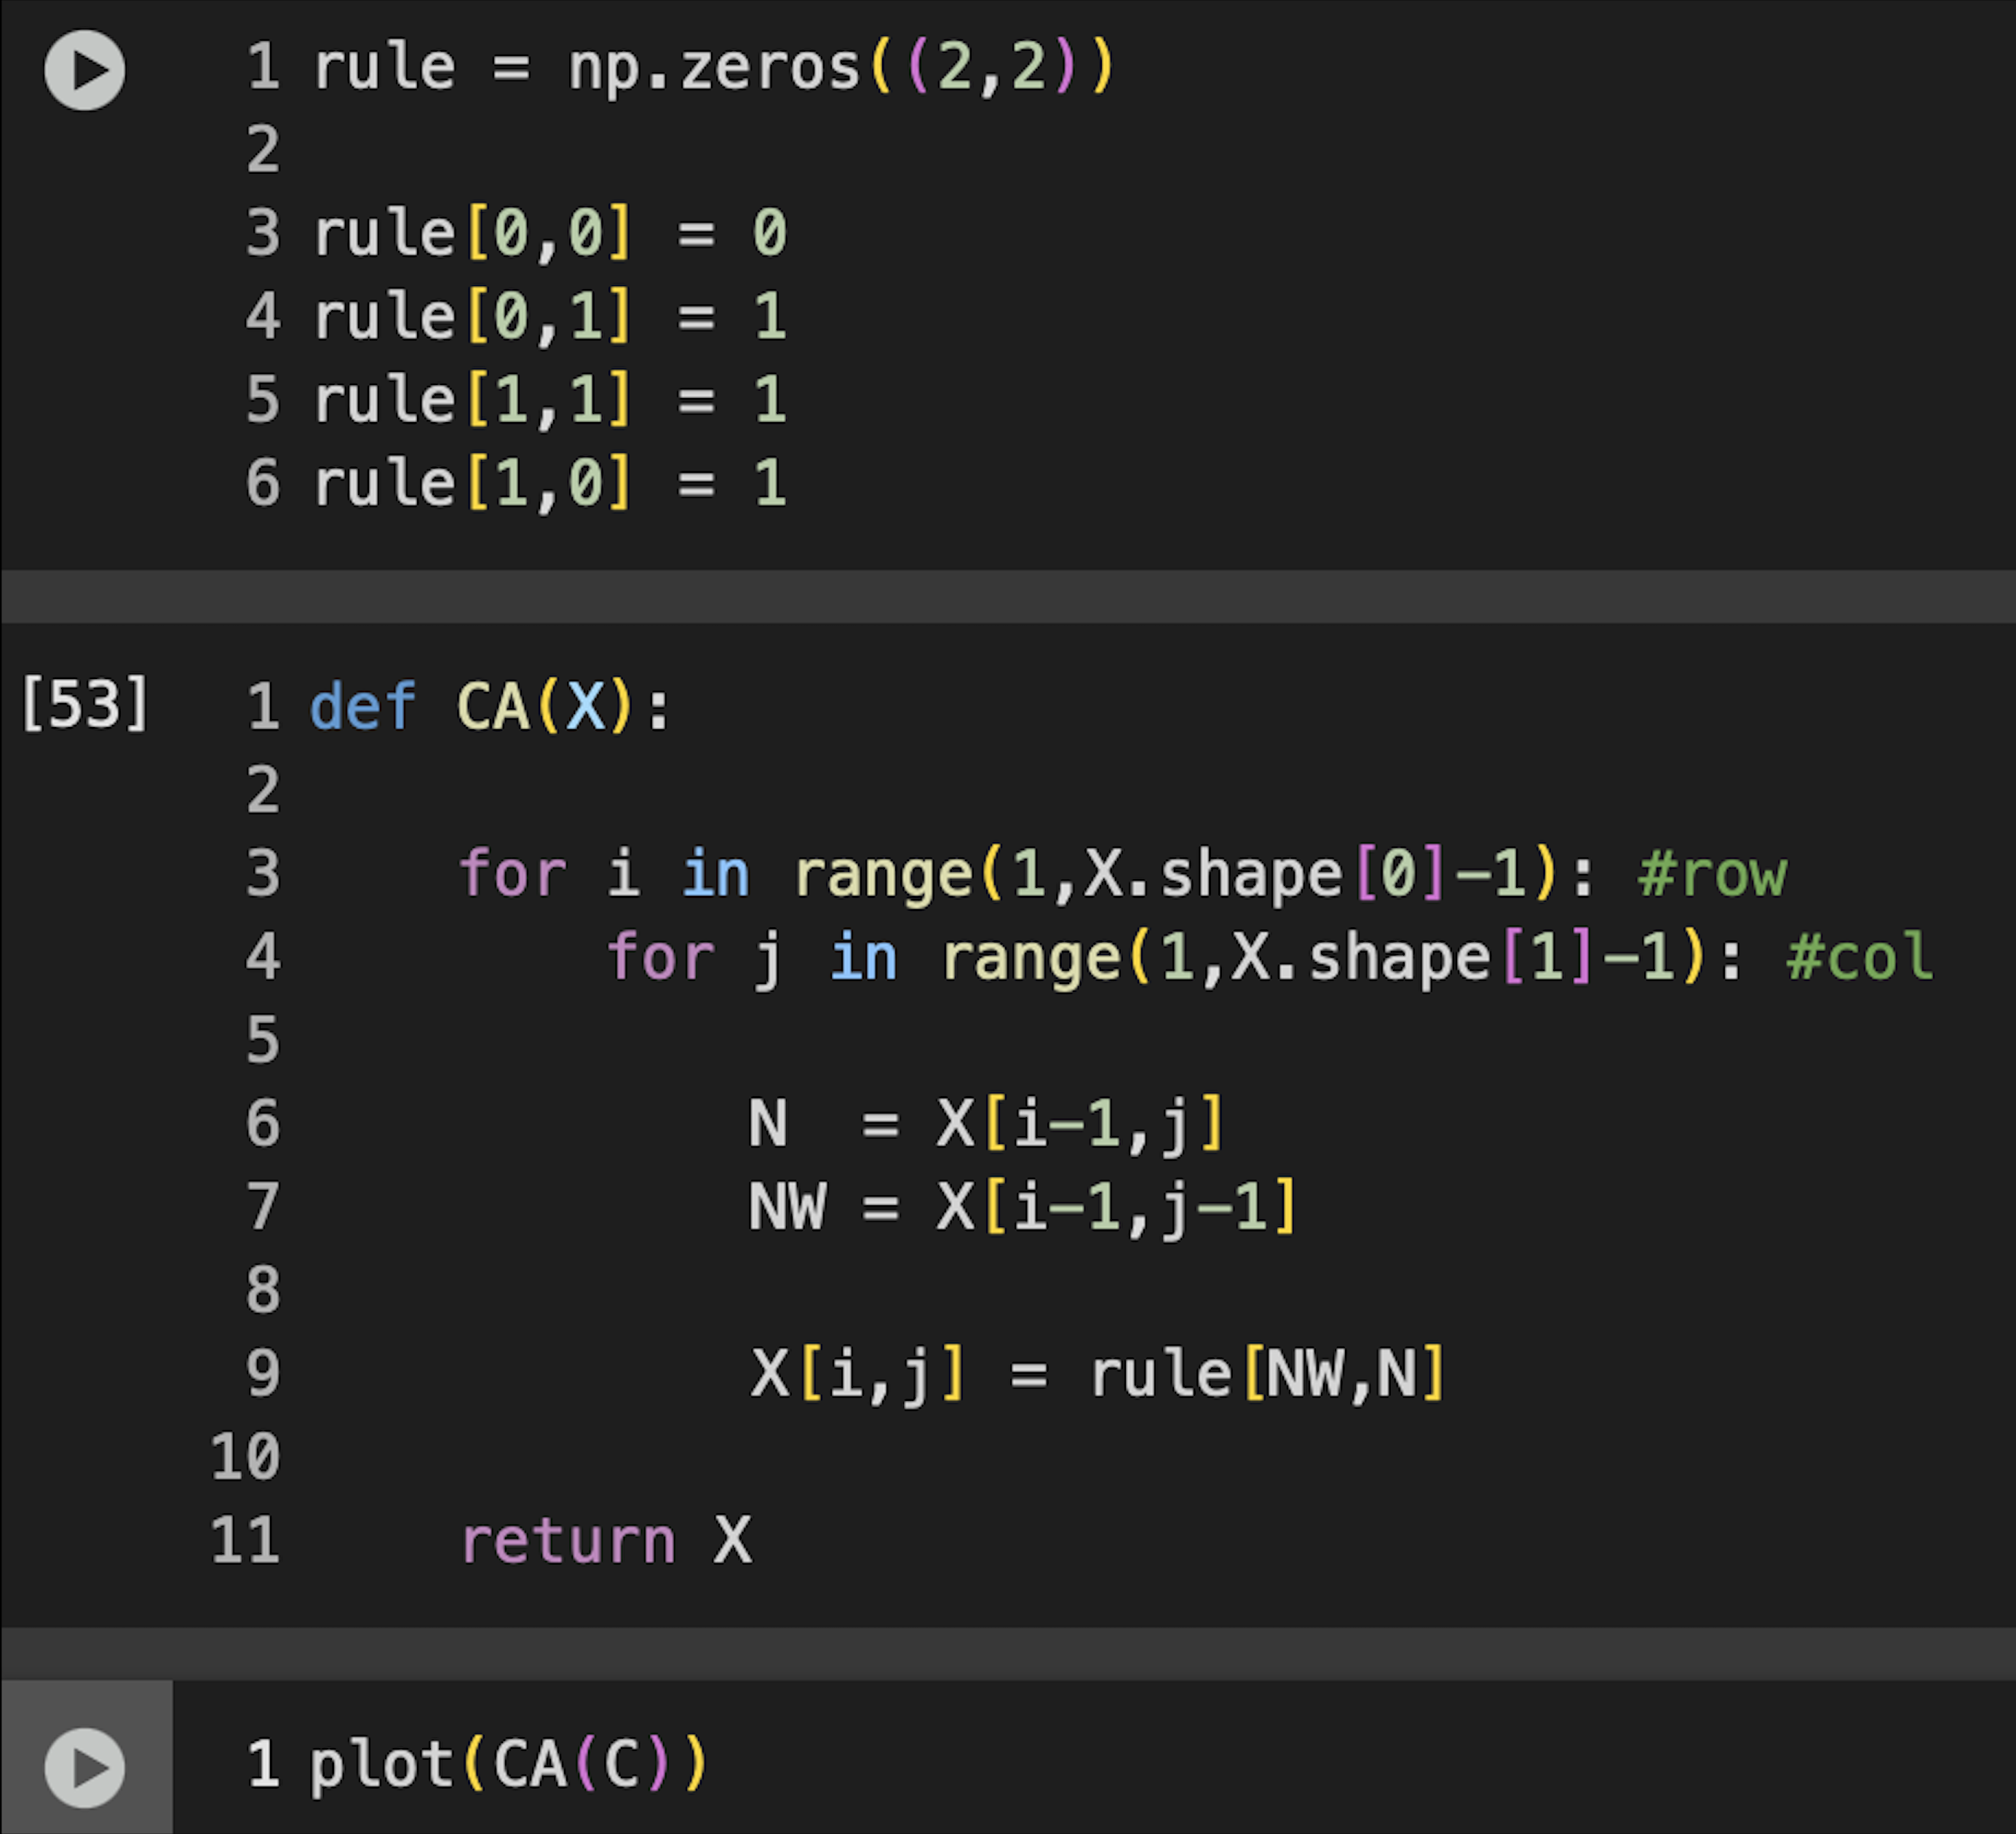 1 rule = np.zeros((2,2))
2
3 rule[0,0] = 0
4 rule[0,1] = 1
5 rule[1,1] = 1
6 rule[1,0] = 1
[53] 1 def CA(X):
2
3     for i in range(1,X.shape[0]-1): #row
4         for j in range(1,X.shape[1]-1): #col
5
6             N  = X[i-1,j]
7             NW = X[i-1,j-1]
8
9             X[i,j] = rule[NW,N]
10
11     return X
1 plot(CA(C))